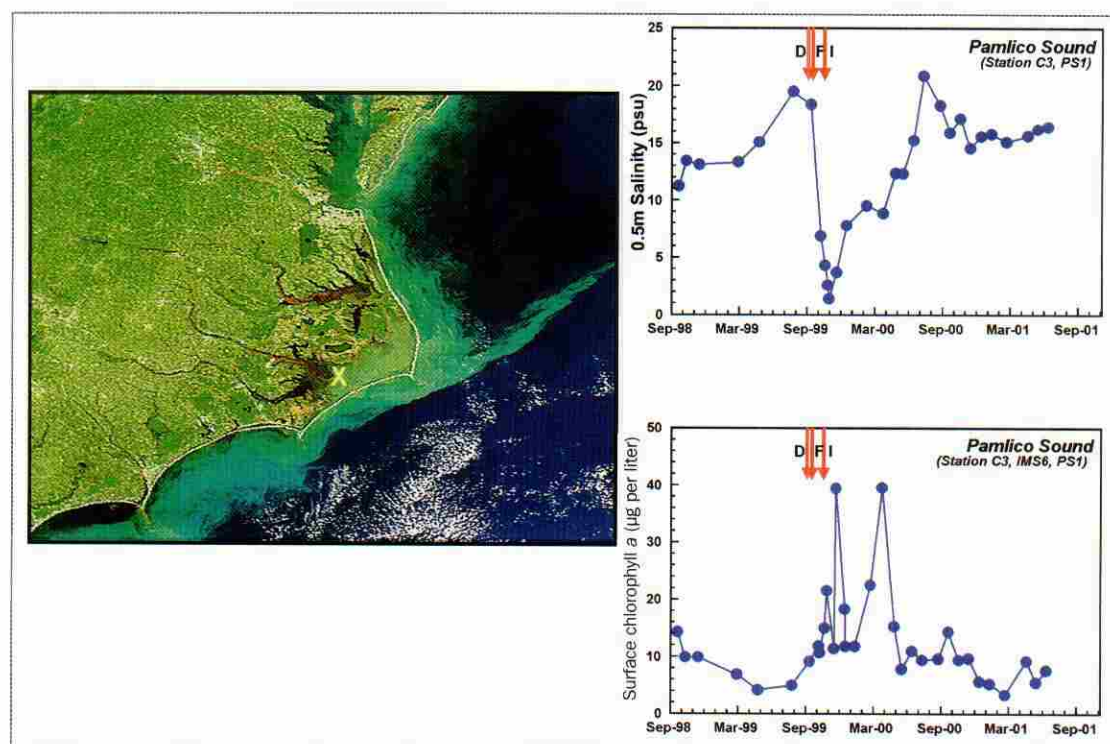 X
D F I
Pamlico Sound
(Station C3, PS1)
0.5m Salinity (psu)
25
20
15
10
5
0
Sep-98 Mar-99 Sep-99 Mar-00 Sep-00 Mar-01 Sep-01
D F I
Pamlico Sound
(Station C3, IMS6, PS1)
Surface chlorophyll a (µg per liter)
50
40
30
20
10
0
Sep-98 Mar-99 Sep-99 Mar-00 Sep-00 Mar-01 Sep-01